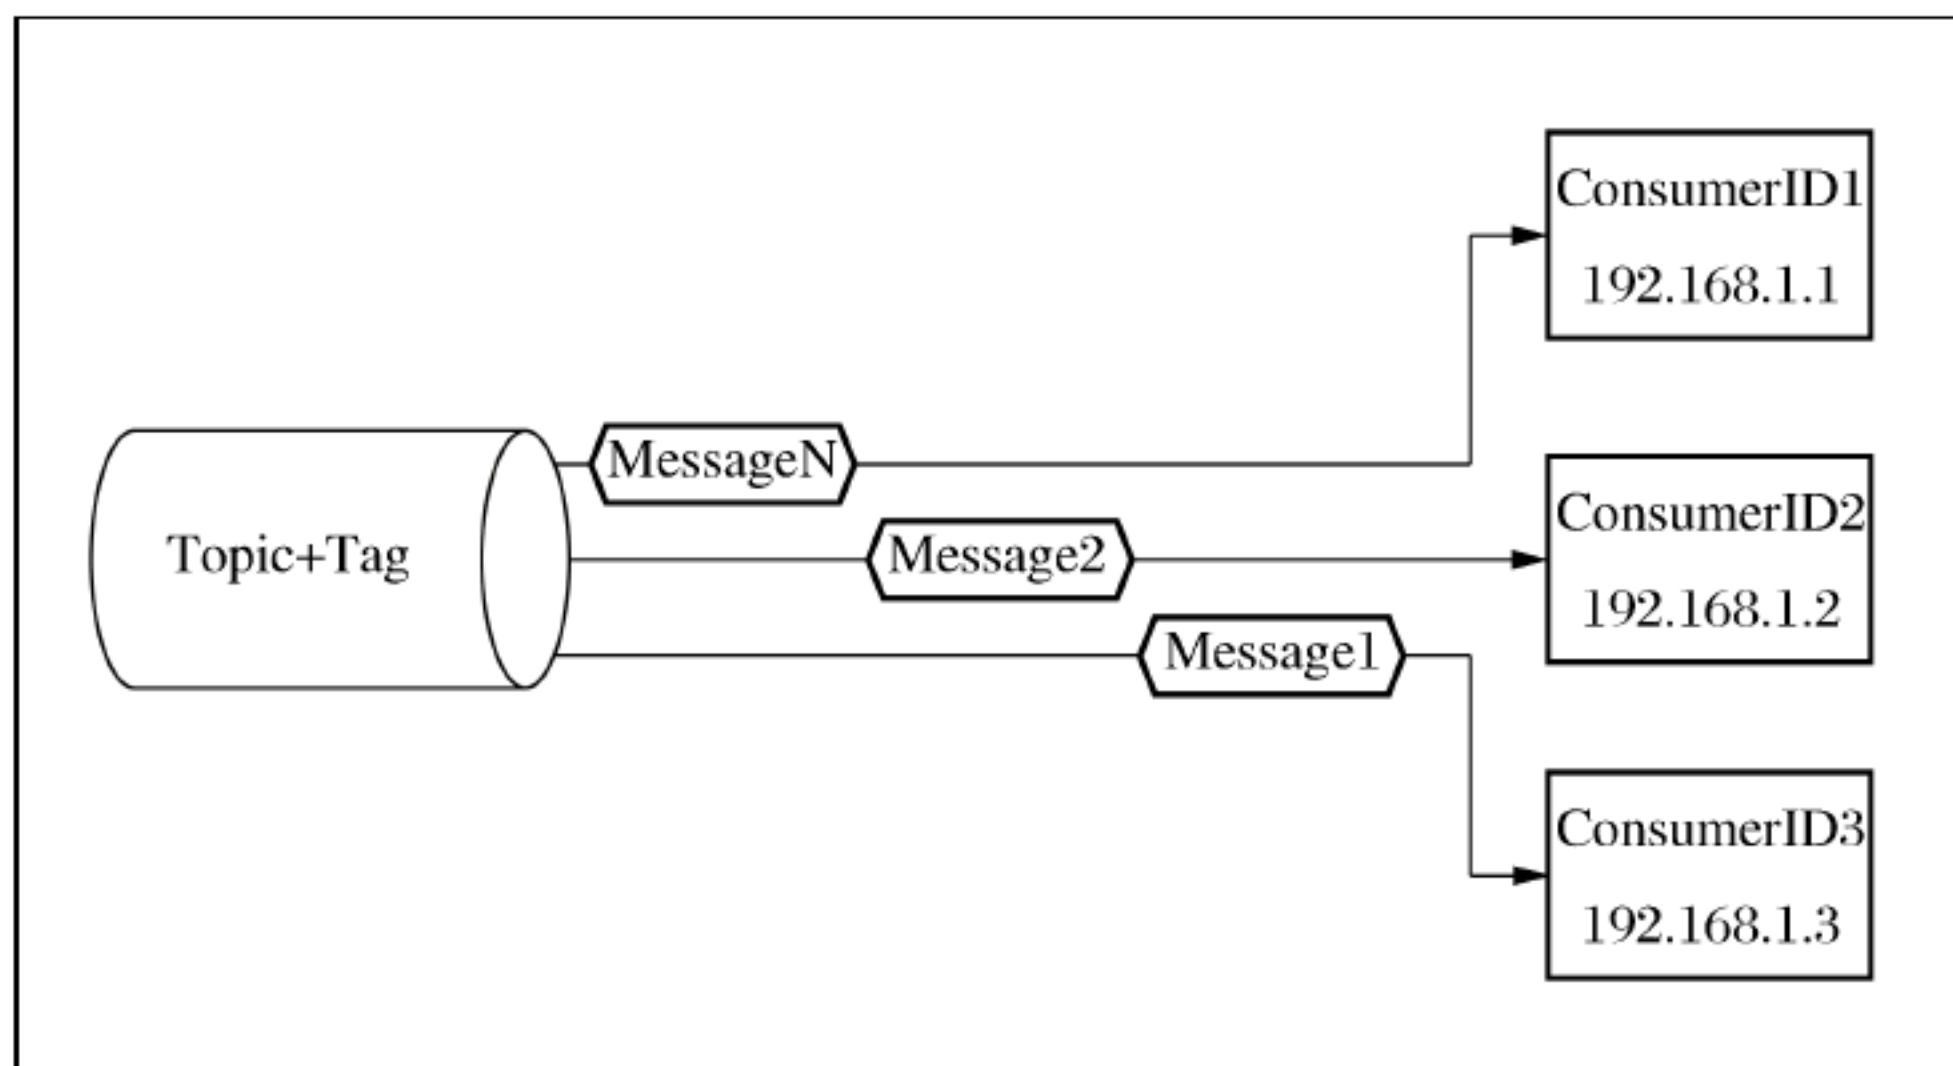 ConsumerID1
192.168.1.1
MessageN
ConsumerID2
Topic+Tag
Message2
192.168.1.2
Message1
ConsumerID3
192.168.1.3